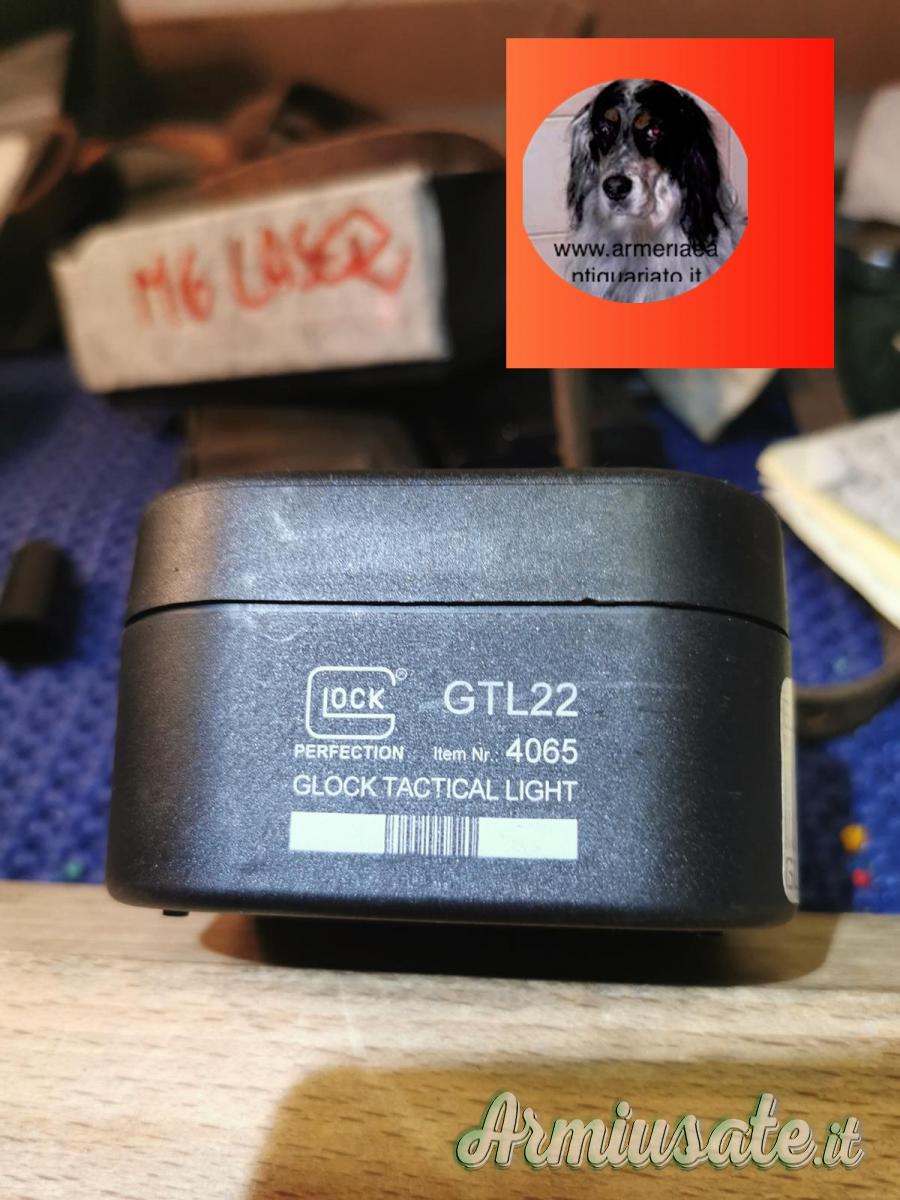 www.armeriaea
ntiquariato.it
M6 LASER
GLOCK® GTL22
PERFECTION Item Nr.: 4065
GLOCK TACTICAL LIGHT
Armiusate.it